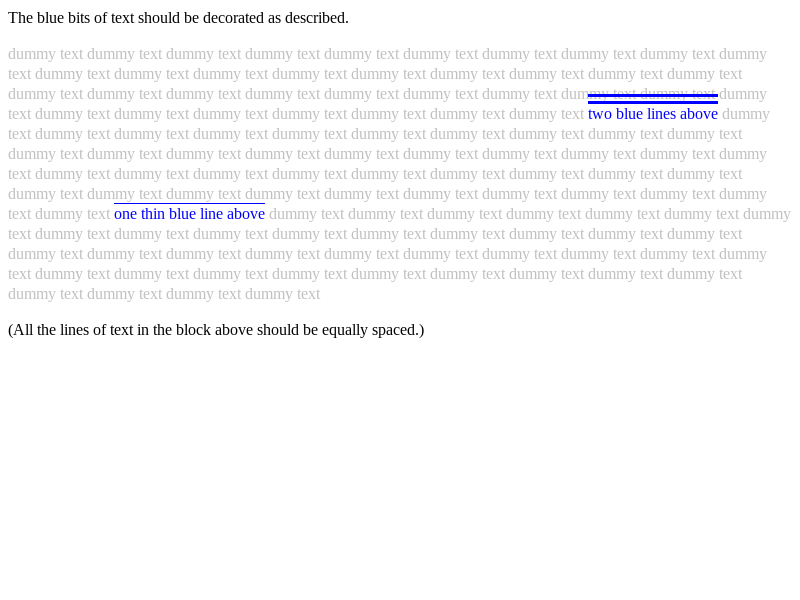 The blue bits of text should be decorated as described.
dummy text dummy text dummy text dummy text dummy text dummy text dummy text dummy text dummy text dummy
text dummy text dummy text dummy text dummy text dummy text dummy text dummy text dummy text dummy text
dummy text dummy text dummy text dummy text dummy text dummy text dummy text dummy text dummy text dummy
text dummy text dummy text dummy text dummy text dummy text dummy text dummy text two blue lines above dummy
text dummy text dummy text dummy text dummy text dummy text dummy text dummy text dummy text dummy text
dummy text dummy text dummy text dummy text dummy text dummy text dummy text dummy text dummy text dummy
text dummy text dummy text dummy text dummy text dummy text dummy text dummy text dummy text dummy text
dummy text dummy text dummy text dummy text dummy text dummy text dummy text dummy text dummy text dummy
text dummy text one thin blue line above dummy text dummy text dummy text dummy text dummy text dummy text dummy
text dummy text dummy text dummy text dummy text dummy text dummy text dummy text dummy text dummy text
dummy text dummy text dummy text dummy text dummy text dummy text dummy text dummy text dummy text dummy
text dummy text dummy text dummy text dummy text dummy text dummy text dummy text dummy text dummy text
dummy text dummy text dummy text dummy text
(All the lines of text in the block above should be equally spaced.)